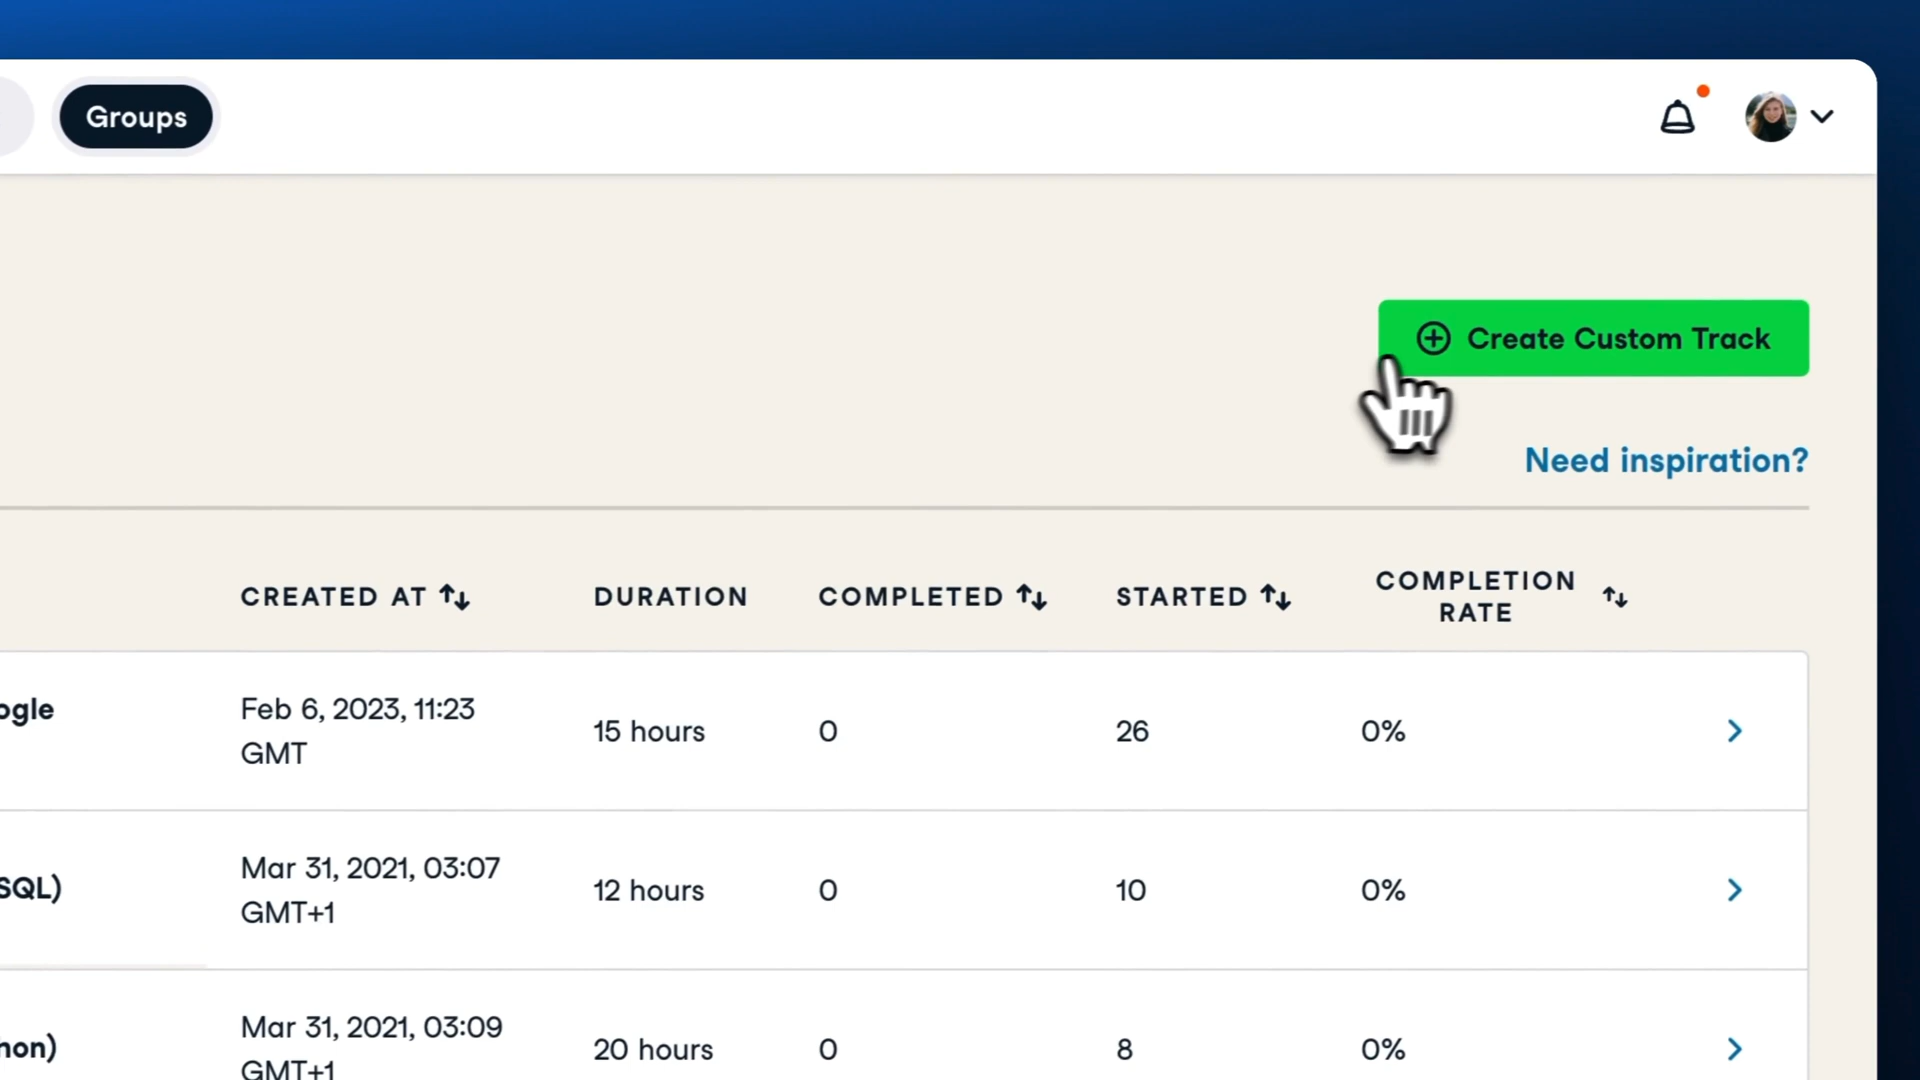 Groups
Create Custom Track
Need inspiration?
CREATED AT
DURATION
COMPLETED
STARTED
COMPLETION
RATE
Feb 6, 2023, 11:23
GMT
15 hours
0
26
0%
SQL)
Mar 31, 2021, 03:07
GMT+1
12 hours
0
10
0%
Mar 31, 2021, 03:09
GMT+1
20 hours
0
8
0%